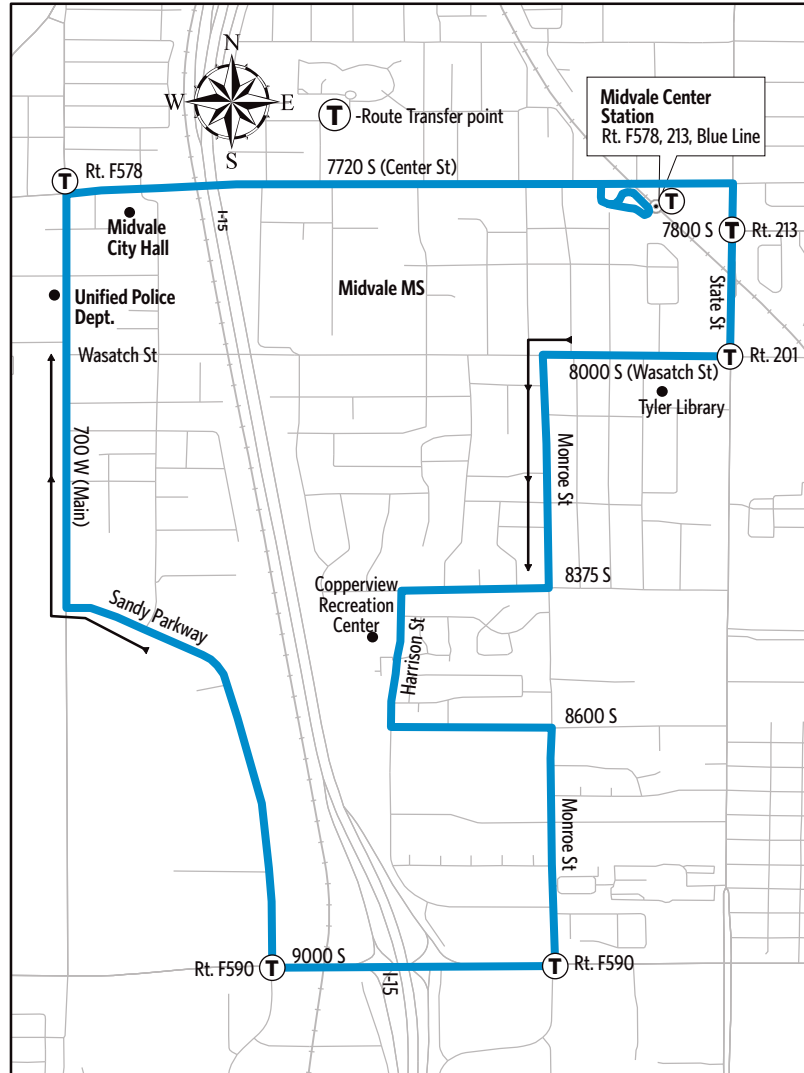 N
W
E
S
T
-Route Transfer point
Midvale Center
Station
Rt. F578, 213, Blue Line
T
Rt. F578
7720 S (Center St)
T
Midvale
City Hall
I-15
7800 S
T
Rt. 213
Unified Police
Dept.
Midvale MS
State St
Wasatch St
8000 S (Wasatch St)
T
Rt. 201
Tyler Library
700 W (Main)
Monroe St
8375 S
Sandy Parkway
Copperview
Recreation
Center
Harrison St
8600 S
Monroe St
Rt. F590
T
9000 S
I-15
T
Rt. F590